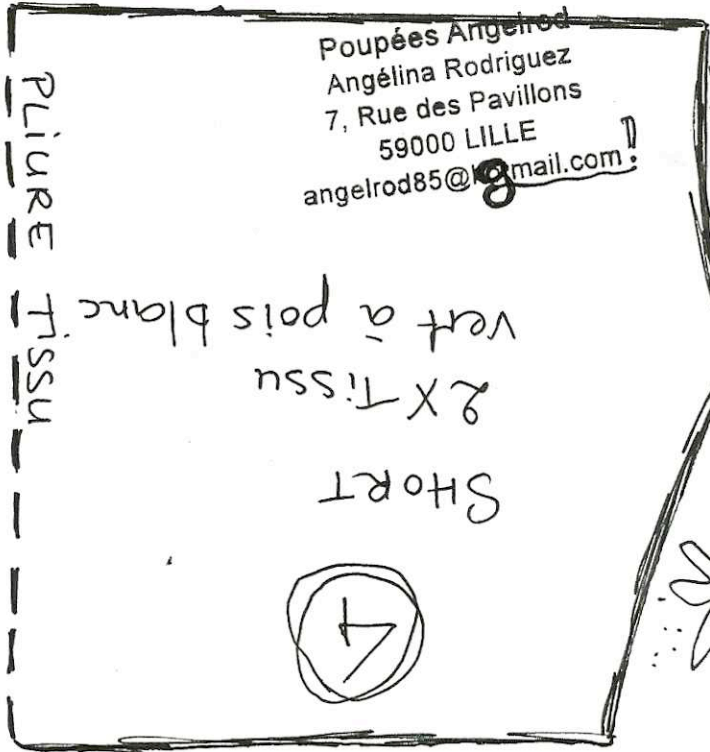 Poupées Angelrod
Angélina Rodriguez
7, Rue des Pavillons
59000 LILLE
angelrod85@gmail.com !
PLiURE TiSSU
4
SHORT
2 X Tissu
vert à pois blanc